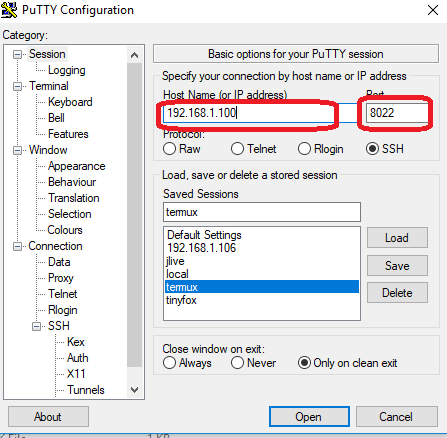 PuTTY Configuration
Category:
Session
Logging
Terminal
Keyboard
Bell
Features
Window
Appearance
Behaviour
Translation
Selection
Colours
Connection
Data
Proxy
Telnet
Rlogin
SSH
Kex
Auth
X11
Tunnels
Basic options for your PuTTY session
Specify your connection by host name or IP address
Host Name (or IP address) Port
192.168.1.100 8022
Protocol:
Raw Telnet Rlogin SSH
Load, save or delete a stored session
Saved Sessions
termux
Default Settings
192.168.1.106
jlive
local
termux
tinyfox
Load
Save
Delete
Close window on exit:
Always Never Only on clean exit
About Open Cancel